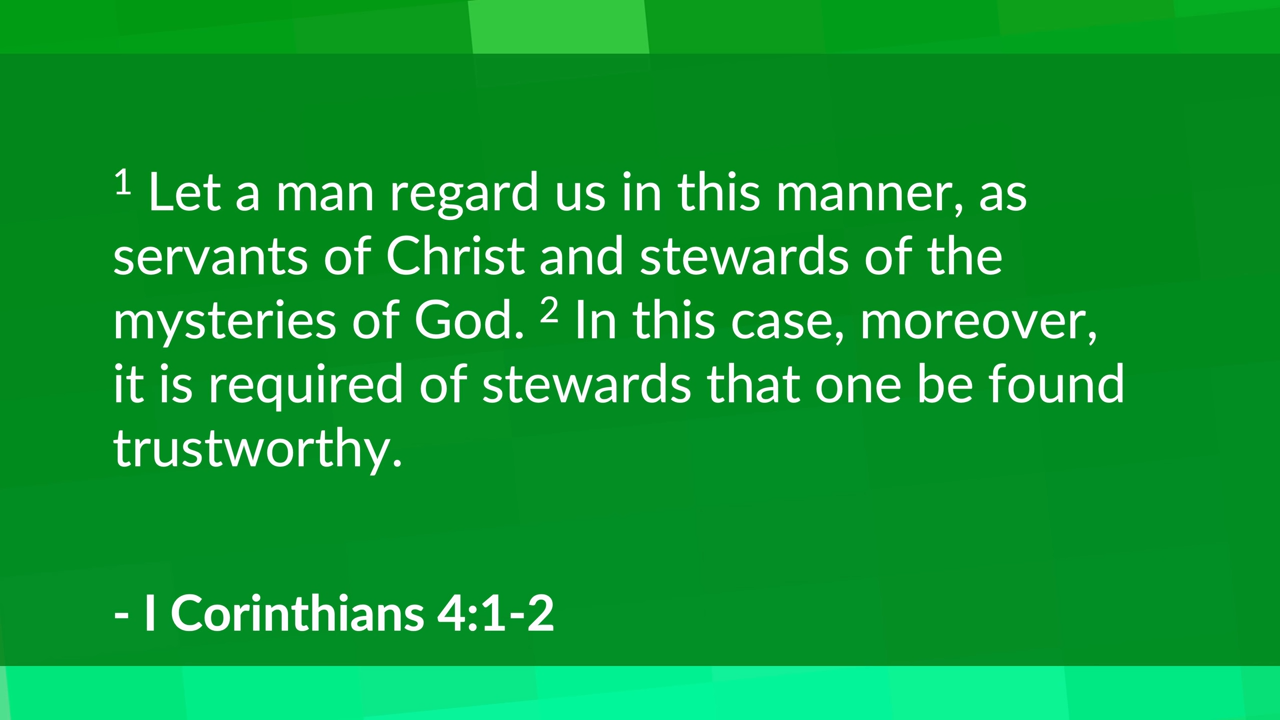 1 Let a man regard us in this manner, as
servants of Christ and stewards of the
mysteries of God. 2 In this case, moreover,
it is required of stewards that one be found
trustworthy.
- I Corinthians 4:1-2